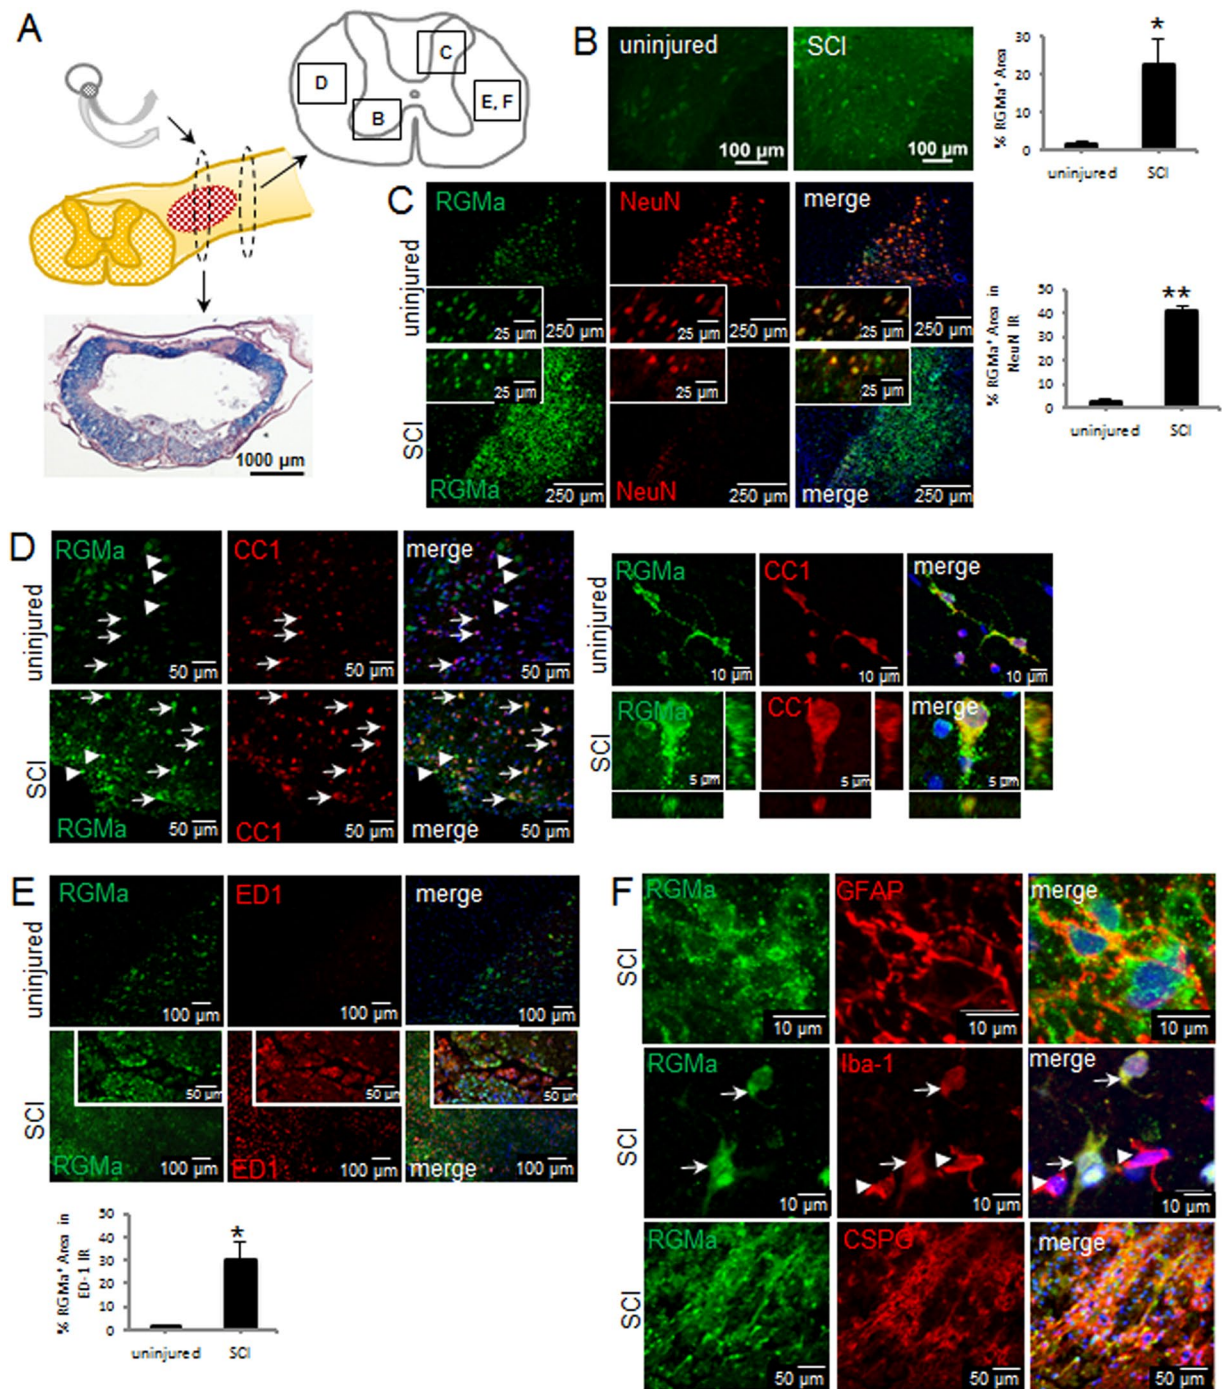 A
C
D
B
E, F
1000 µm
B
uninjured
SCI
100 µm
100 µm
% RGMa⁺ Area
30
20
10
0
*
uninjured
SCI
C
RGMa
NeuN
merge
uninjured
25 µm
250 µm
25 µm
250 µm
25 µm
250 µm
SCI
25 µm
25 µm
25 µm
RGMa
250 µm
NeuN
250 µm
merge
250 µm
% RGMa⁺ Area in
NeuN IR
50
40
30
20
10
0
**
uninjured
SCI
D
RGMa
CC1
merge
uninjured
50 µm
50 µm
50 µm
SCI
RGMa
50 µm
CC1
50 µm
merge
50 µm
RGMa
CC1
merge
uninjured
10 µm
10 µm
10 µm
RGMa
CC1
merge
SCI
5 µm
5 µm
5 µm
E
RGMa
ED1
merge
uninjured
100 µm
100 µm
100 µm
SCI
50 µm
50 µm
50 µm
RGMa
100 µm
ED1
100 µm
merge
100 µm
% RGMa⁺ Area in
ED-1 IR
50
40
30
20
10
0
*
uninjured
SCI
F
RGMa
GFAP
merge
SCI
10 µm
10 µm
10 µm
RGMa
Iba-1
merge
SCI
10 µm
10 µm
10 µm
RGMa
CSPG
merge
SCI
50 µm
50 µm
50 µm